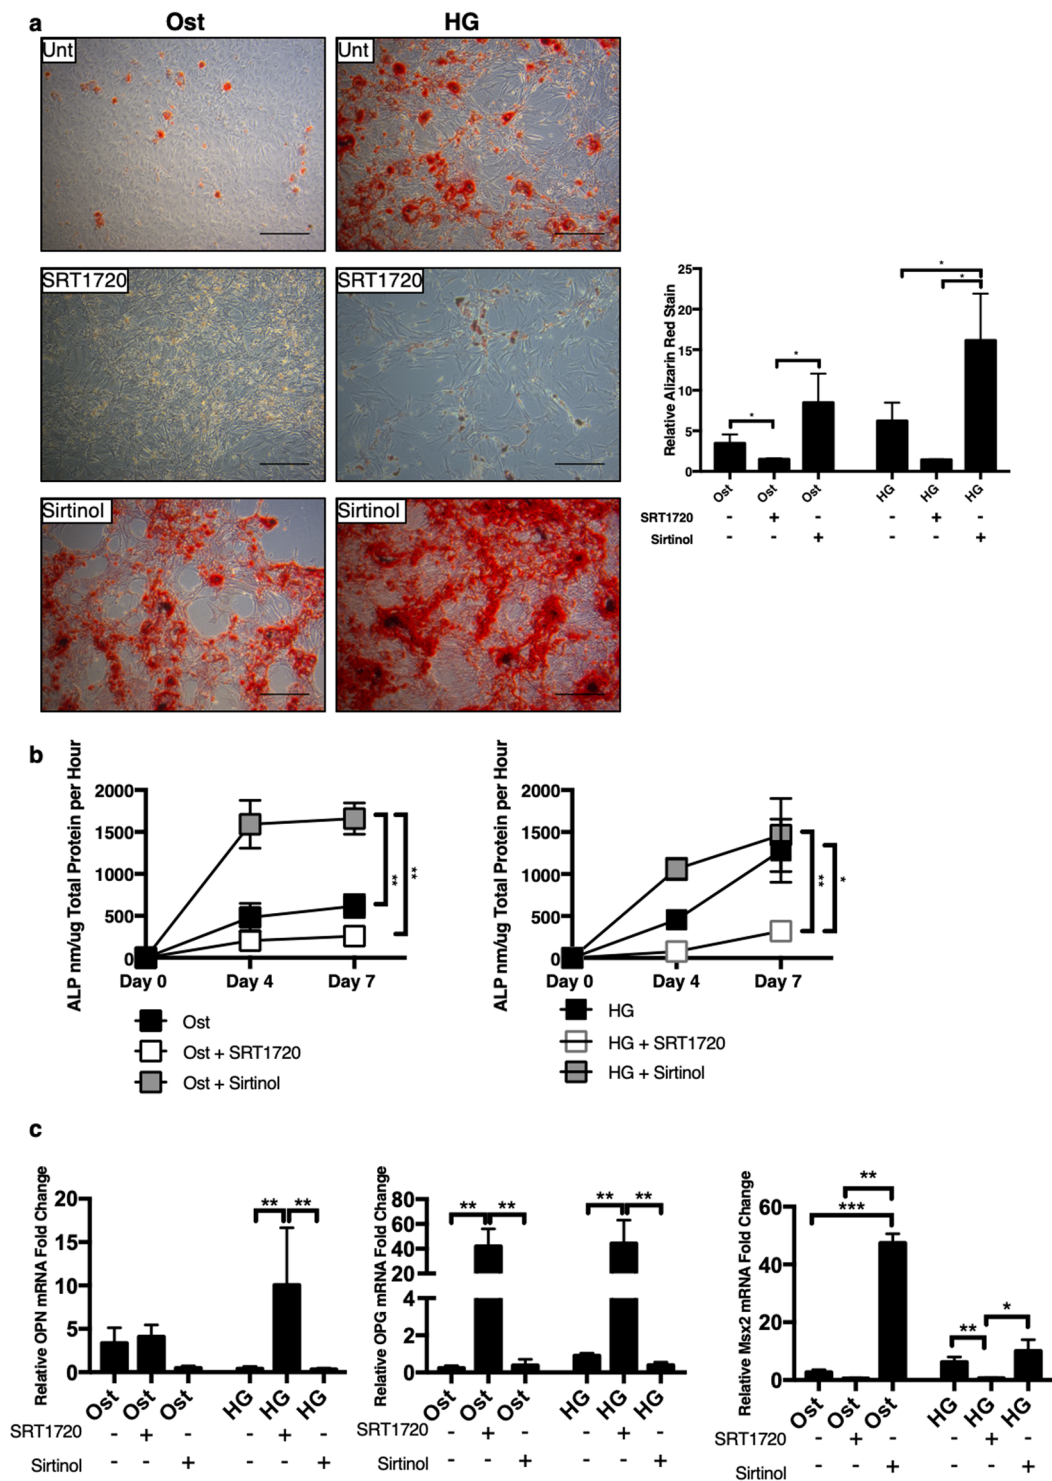 a
Ost
HG
Unt
Unt
SRT1720
SRT1720
Sirtinol
Sirtinol
Relative Alizarin Red Stain
25
20
15
10
5
0
*
*
*
*
Ost Ost Ost HG HG HG
SRT1720 - + - - + -
Sirtinol - - + - - +
b
ALP nm/ug Total Protein per Hour
2000
1500
1000
500
0
**
**
Day 0 Day 4 Day 7
Ost
Ost + SRT1720
Ost + Sirtinol
ALP nm/ug Total Protein per Hour
2000
1500
1000
500
0
**
*
Day 0 Day 4 Day 7
HG
HG + SRT1720
HG + Sirtinol
c
Relative OPN mRNA Fold Change
20
15
10
5
0
** **
Ost Ost Ost HG HG HG
SRT1720 - + - - + -
Sirtinol - - + - - +
Relative OPG mRNA Fold Change
80
60
40
20
4
2
0
** ** ** **
Ost Ost Ost HG HG HG
SRT1720 - + - - + -
Sirtinol - - + - - +
Relative Msx2 mRNA Fold Change
60
40
20
0
**
***
**
*
Ost Ost Ost HG HG HG
SRT1720 - + - - + -
Sirtinol - - + - - +